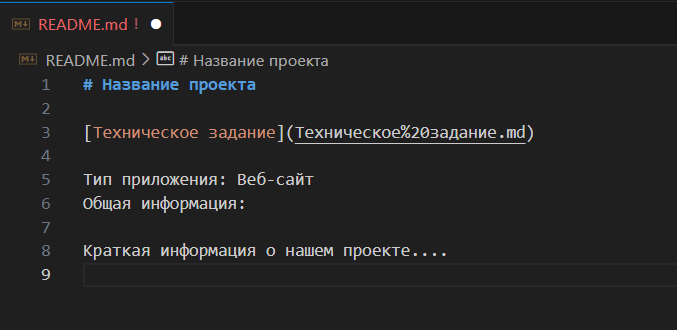 README.md !
README.md > # Название проекта
1 # Название проекта
2
3 [Техническое задание](Техническое%20задание.md)
4
5 Тип приложения: Веб-сайт
6 Общая информация:
7
8 Краткая информация о нашем проекте....
9